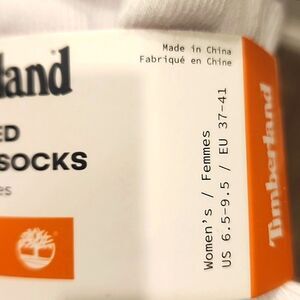 land
Made in China
Fabriqué en Chine
ED
SOCKS
es
Women's / Femmes
US 6.5-9.5 / EU 37-41
Timberland